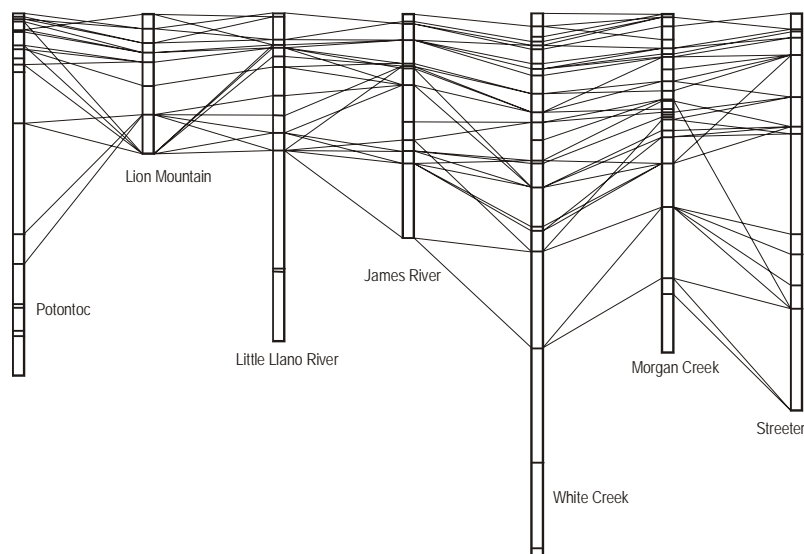 Lion Mountain
James River
Potontoc
Little Llano River
Morgan Creek
Streeter
White Creek